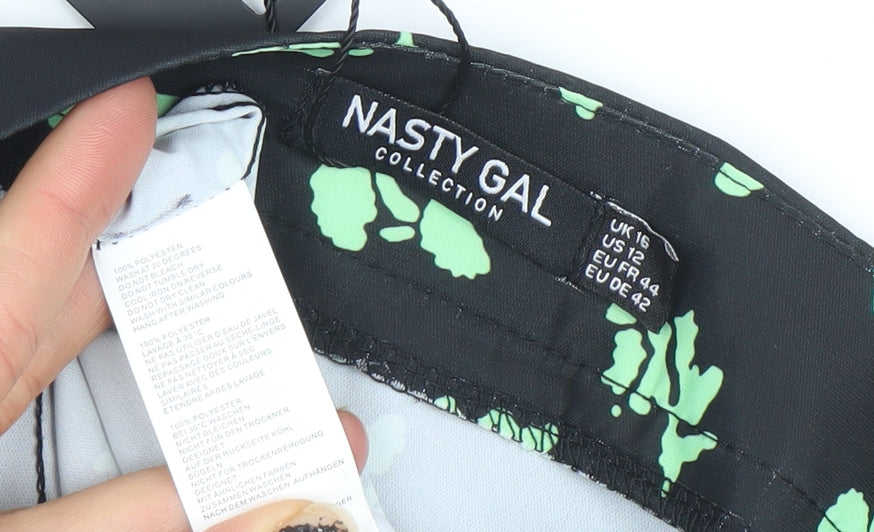 NASTY GAL
COLLECTION
UK 16
US 12
EU FR 44
EU DE 42
100% POLYESTER
WASH AT 30 DEGREES
DO NOT BLEACH
DO NOT TUMBLE DRY
COOL IRON ON REVERSE
DO NOT DRY CLEAN
WASH WITH SIMILAR COLOURS
HANG AFTER WASHING
100% POLYESTER
LAVAGE À 30 °C
NE PAS UTILISER D'EAU DE JAVEL
NE PAS PASSER AU SÈCHE-LINGE
REPASSAGE DOUX SUR L'ENVERS
NE PAS NETTOYER À SEC
LAVER AVEC DES COULEURS
SIMILAIRES
ÉTENDRE APRÈS LAVAGE
100% POLYESTER
BEI 30°C WASCHEN
NICHT BLEICHEN
NICHT FÜR DEN TROCKNER
GEEIGNET
AUF DER RÜCKSEITE KÜHL
BÜGELN
NICHT FÜR TROCKENREINIGUNG
GEEIGNET
MIT ÄHNLICHEN FARBEN
ZUSAMMEN WASCHEN
NACH DEM WASCHEN AUFHÄNGEN